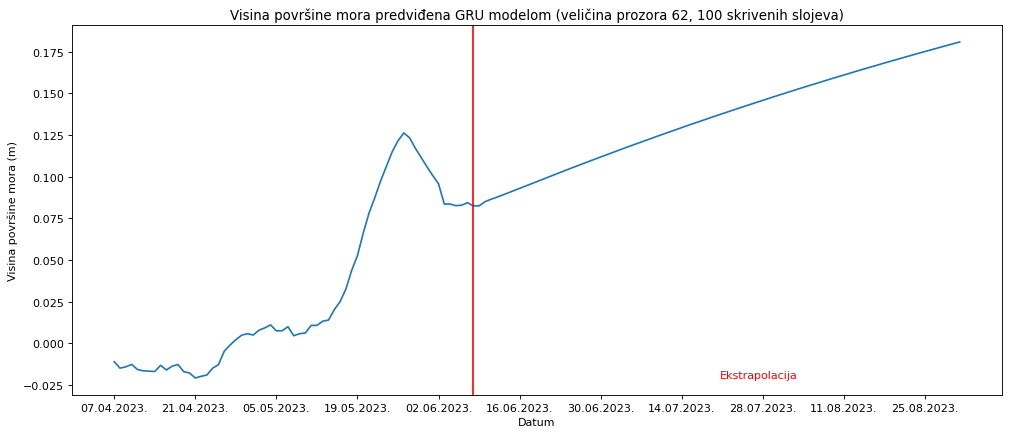 Visina površine mora predviđena GRU modelom (veličina prozora 62, 100 skrivenih slojeva)
Visina površine mora (m)
0.175
0.150
0.125
0.100
0.075
0.050
0.025
0.000
−0.025
Ekstrapolacija
07.04.2023. 21.04.2023. 05.05.2023. 19.05.2023. 02.06.2023. 16.06.2023. 30.06.2023. 14.07.2023. 28.07.2023. 11.08.2023. 25.08.2023.
Datum